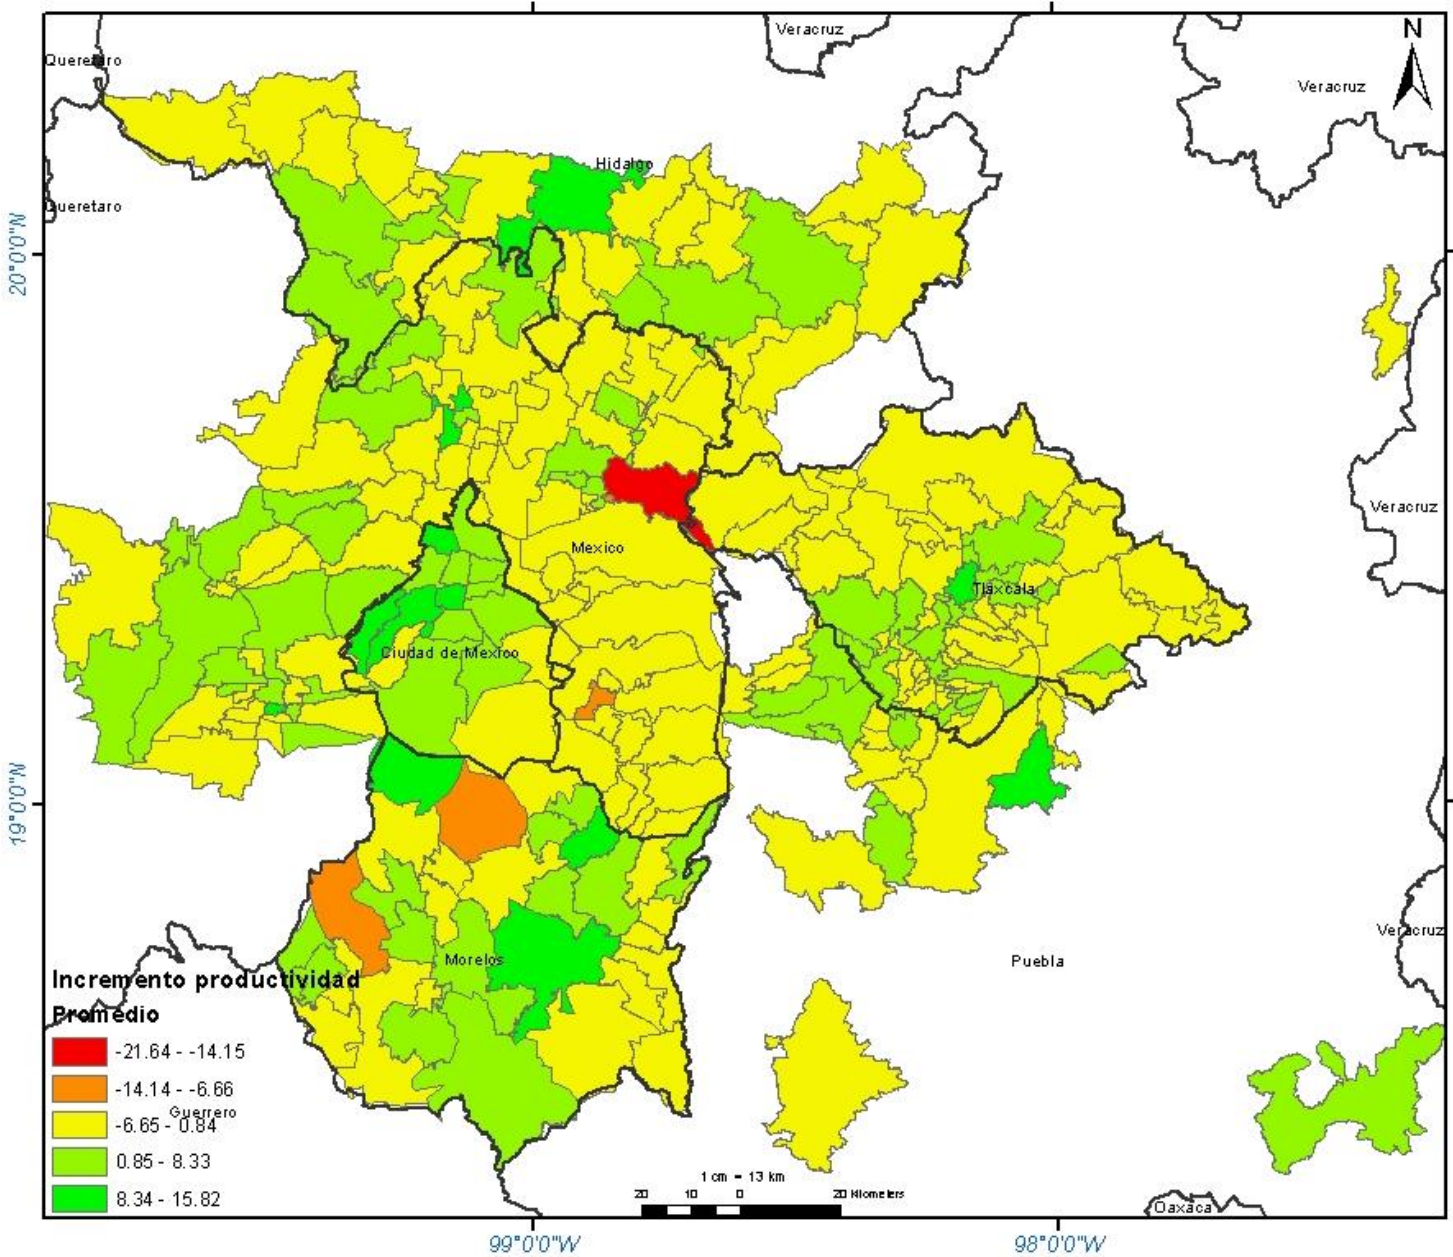 Veracruz
N
Queretaro
Veracruz
Hidalgo
Queretaro
20°0'0"N
Veracruz
Mexico
Tlaxcala
Ciudad de Mexico
19°0'0"N
Veracruz
Morelos
Puebla
Incremento productividad
Promedio
-21.64 - -14.15
-14.14 - -6.66
Guerrero
-6.65 - 0.84
0.85 - 8.33
8.34 - 15.82
1 cm = 13 km
20 10 0 20 Kilometers
Oaxaca
99°0'0"W
98°0'0"W